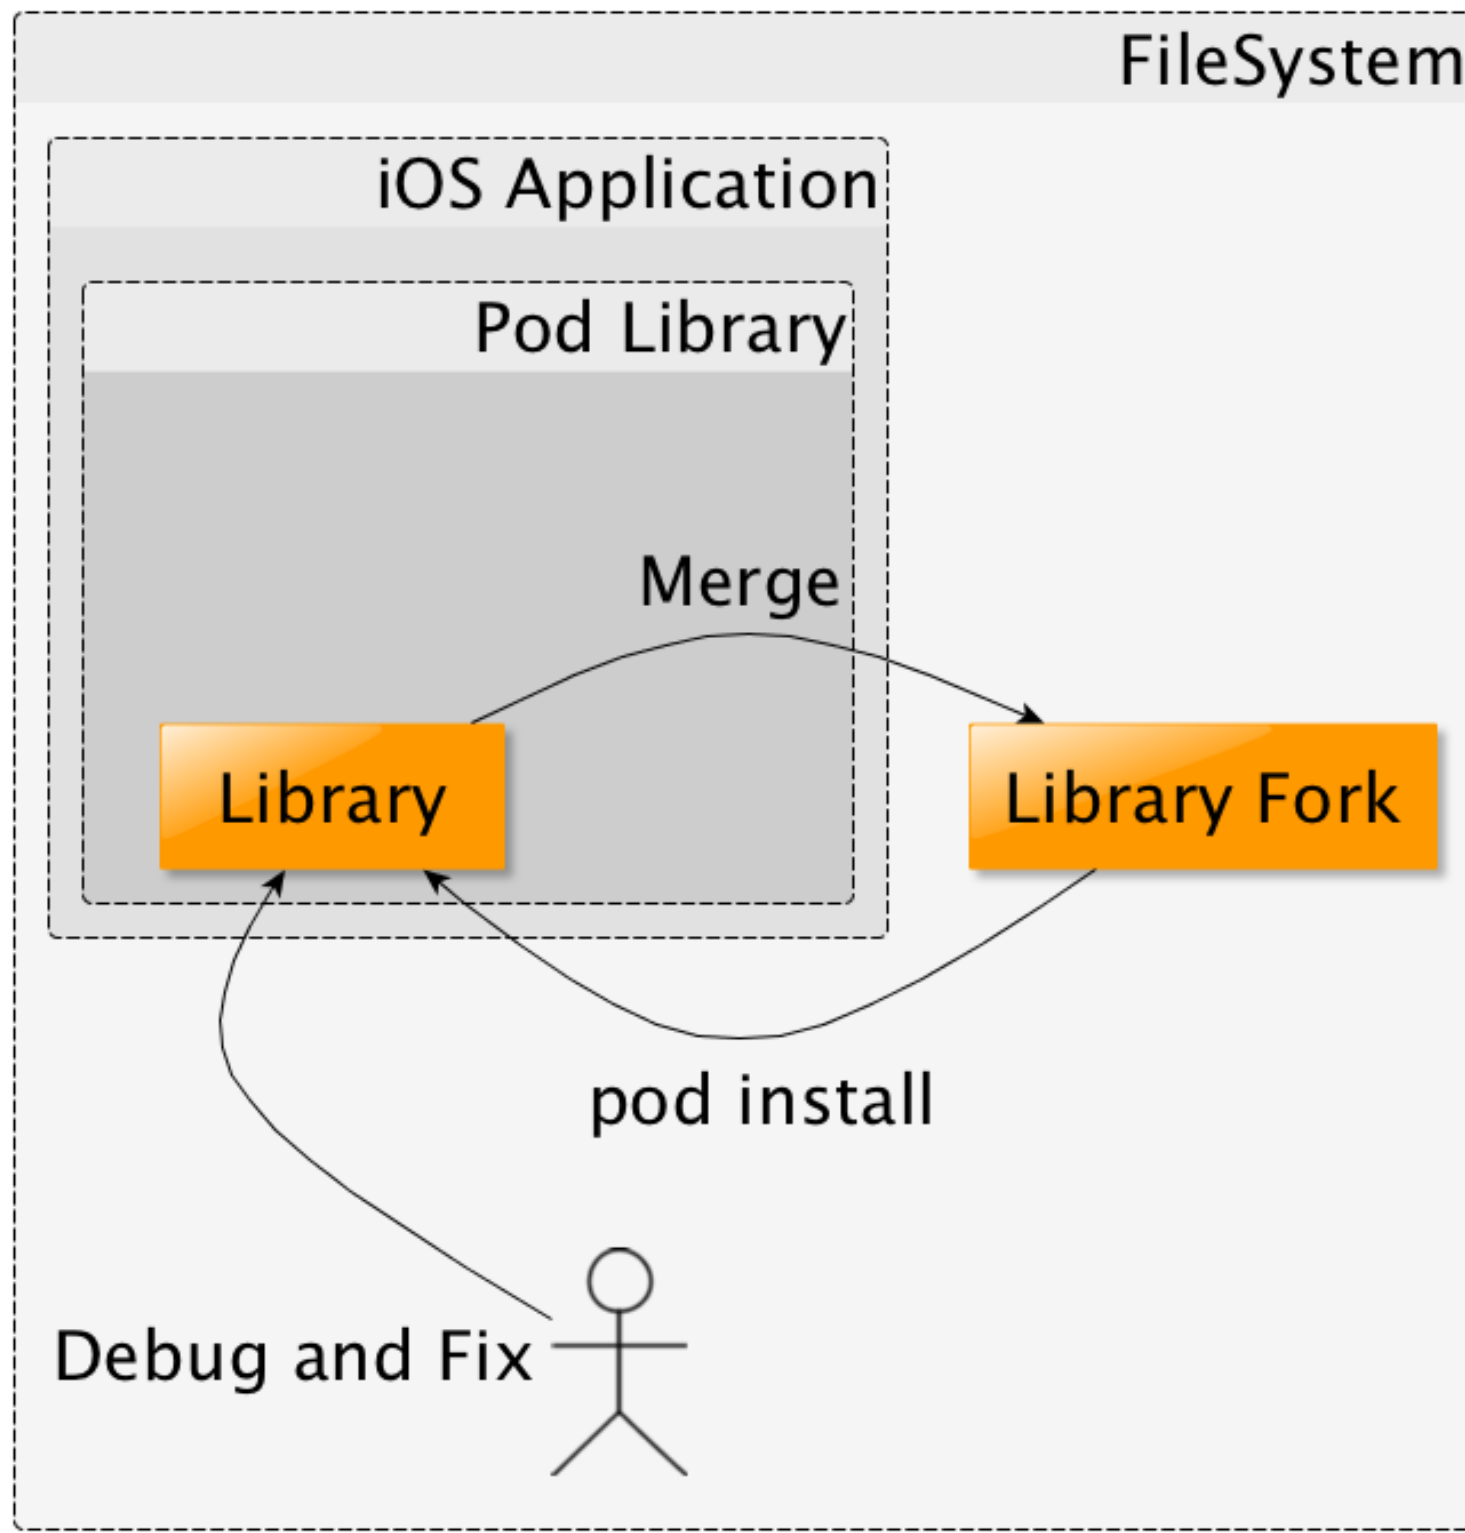 FileSystem
iOS Application
Pod Library
Merge
Library
Library Fork
pod install
Debug and Fix